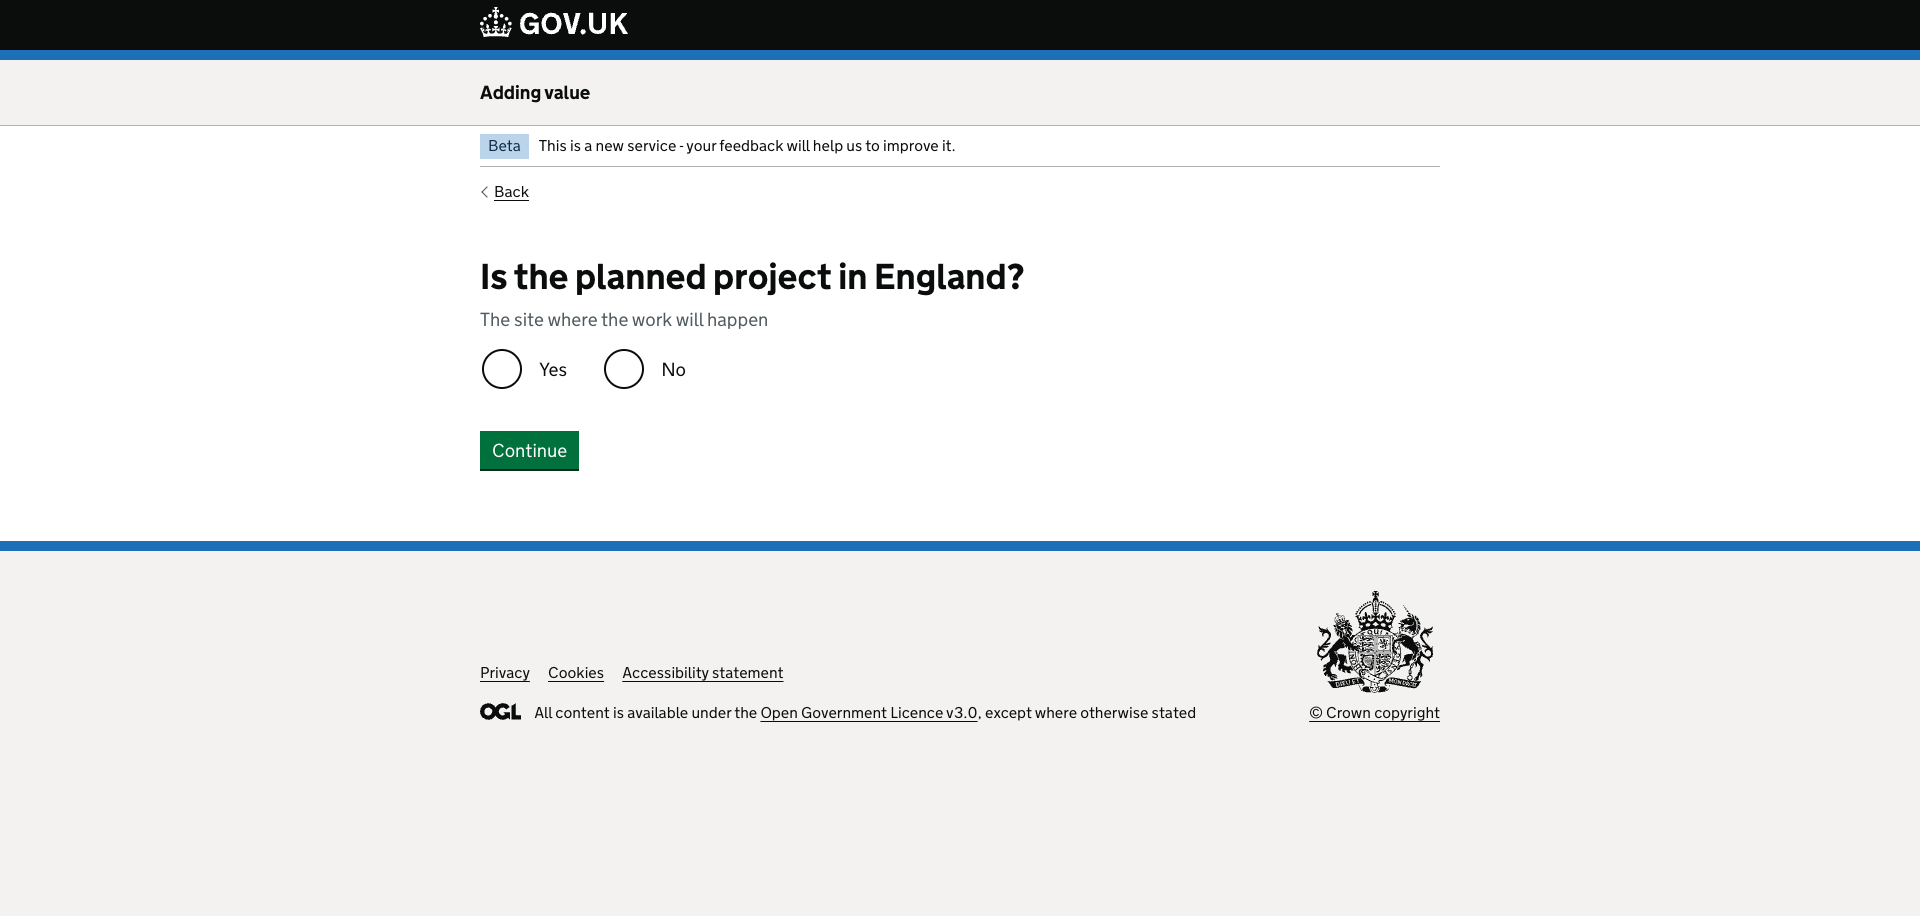 GOV.UK
Adding value
Beta This is a new service - your feedback will help us to improve it.
Back
Is the planned project in England?
The site where the work will happen
Yes No
Continue
Privacy Cookies Accessibility statement
OGL All content is available under the Open Government Licence v3.0, except where otherwise stated
© Crown copyright